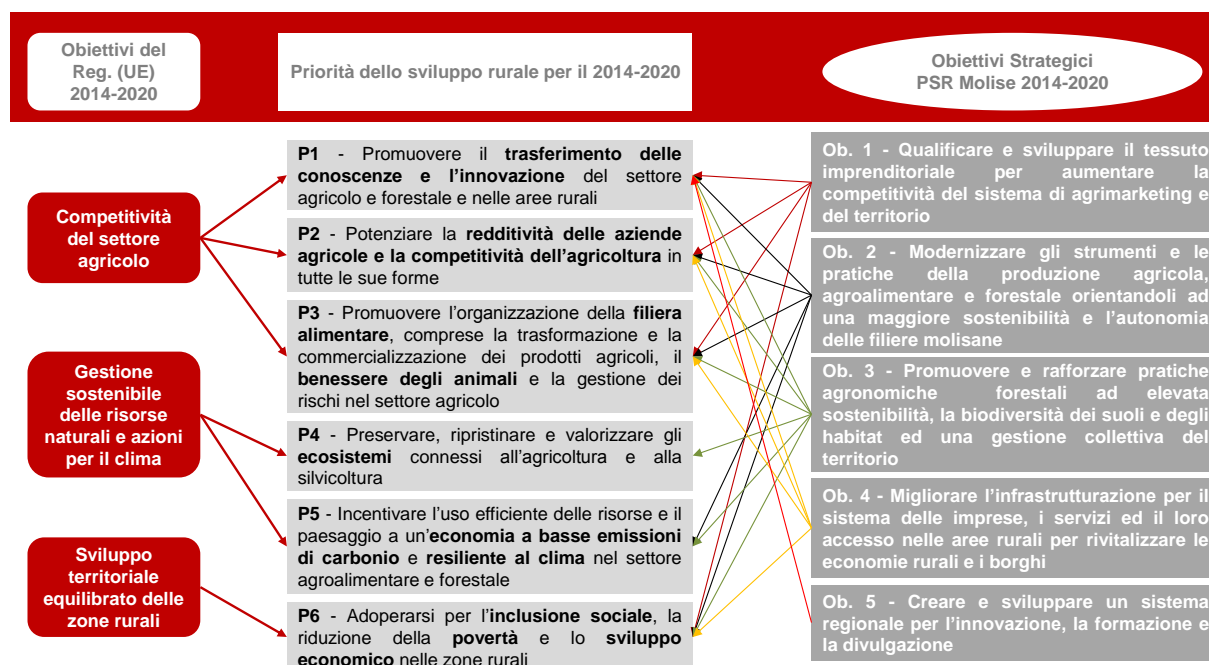 Obiettivi del
Reg. (UE)
2014-2020
Priorità dello sviluppo rurale per il 2014-2020
Obiettivi Strategici
PSR Molise 2014-2020
Competitività
del settore
agricolo
Gestione
sostenibile
delle risorse
naturali e azioni
per il clima
Sviluppo
territoriale
equilibrato delle
zone rurali
P1 - Promuovere il trasferimento delle
conoscenze e l'innovazione del settore
agricolo e forestale e nelle aree rurali
P2 - Potenziare la redditività delle aziende
agricole e la competitività dell'agricoltura in
tutte le sue forme
P3 - Promuovere l'organizzazione della filiera
alimentare, comprese la trasformazione e la
commercializzazione dei prodotti agricoli, il
benessere degli animali e la gestione dei
rischi nel settore agricolo
P4 - Preservare, ripristinare e valorizzare gli
ecosistemi connessi all'agricoltura e alla
silvicoltura
P5 - Incentivare l'uso efficiente delle risorse e il
paesaggio a un'economia a basse emissioni
di carbonio e resiliente al clima nel settore
agroalimentare e forestale
P6 - Adoperarsi per l'inclusione sociale, la
riduzione della povertà e lo sviluppo
economico nelle zone rurali
Ob. 1 - Qualificare e sviluppare il tessuto
imprenditoriale per aumentare la
competitività del sistema di agrimarketing e
del territorio
Ob. 2 - Modernizzare gli strumenti e le
pratiche della produzione agricola,
agroalimentare e forestale orientandoli ad
una maggiore sostenibilità e l'autonomia
delle filiere molisane
Ob. 3 - Promuovere e rafforzare pratiche
agronomiche forestali ad elevata
sostenibilità, la biodiversità dei suoli e degli
habitat ed una gestione collettiva del
territorio
Ob. 4 - Migliorare l'infrastrutturazione per il
sistema delle imprese, i servizi ed il loro
accesso nelle aree rurali per rivitalizzare le
economie rurali e i borghi
Ob. 5 - Creare e sviluppare un sistema
regionale per l'innovazione, la formazione e
la divulgazione